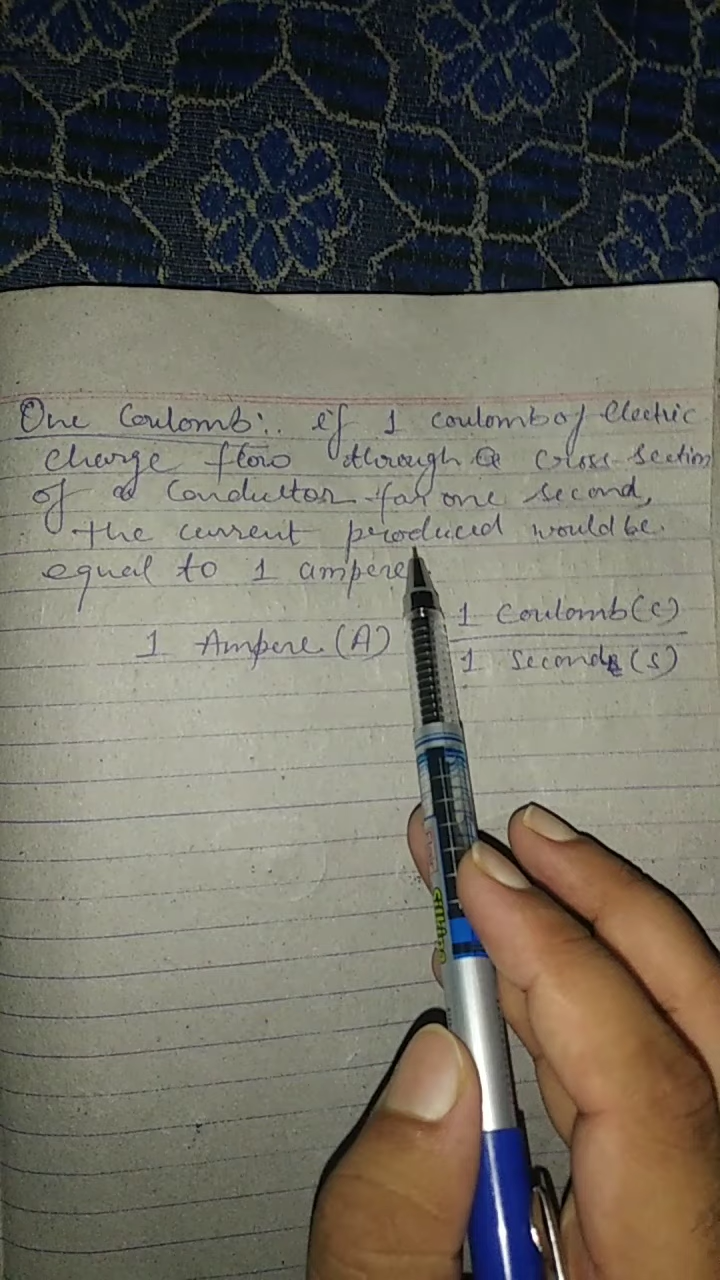 One Coulomb:. if 1 coulomb of Electric
charge flow through a cross-section
of a Conductor for one second,
the current produced would be.
equal to 1 ampere
1 Coulomb(c)
1 Ampere.(A)
1 Second(s)